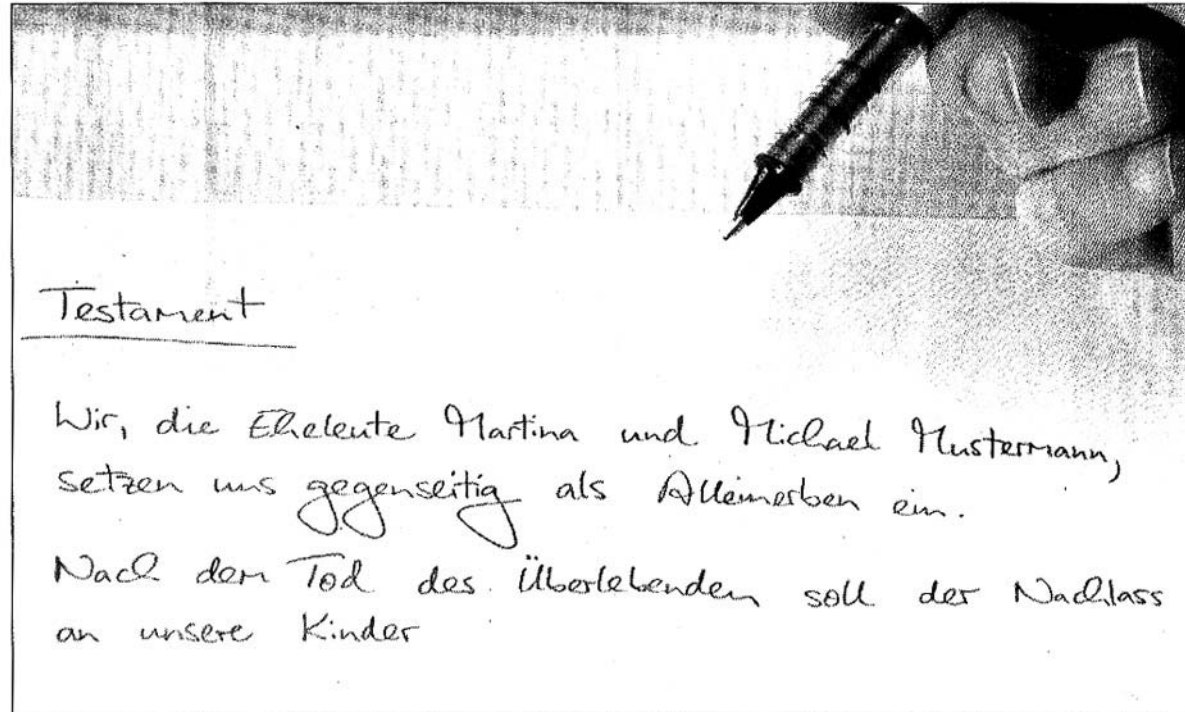 Testament
Wir, die Eheleute Martina und Michael Mustermann,
setzen uns gegenseitig als Alleinerben ein.
Nach dem Tod des Überlebenden soll der Nachlass
an unsere Kinder